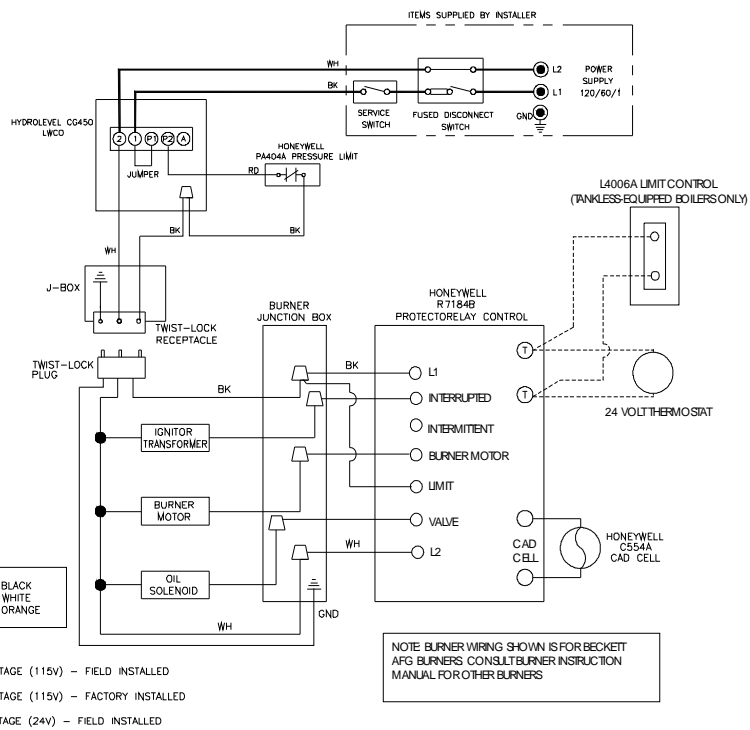 ITEMS SUPPLIED BY INSTALLER
WH
L2
POWER
SUPPLY
120/60/1
BK
L1
SERVICE
SWITCH
FUSED DISCONNECT
SWITCH
GND
HYDROLEVEL CG450
LWCO
2 1 P1 P2 A
JUMPER
HONEYWELL
PA404A PRESSURE LIMIT
RD
BK
BK
WH
L4006A LIMIT CONTROL
(TANKLESS-EQUIPPED BOILERS ONLY)
J-BOX
TWIST-LOCK
RECEPTACLE
BURNER
JUNCTION BOX
HONEYWELL
R7184B
PROTECTORELAY CONTROL
TWIST-LOCK
PLUG
BK
BK
L1
T
INTERRUPTED
T
24 VOLT THERMOSTAT
INTERMITIENT
IGNITOR
TRANSFORMER
BURNER MOTOR
LIMIT
BURNER
MOTOR
VALVE
WH
L2
CAD
CELL
HONEYWELL
C554A
CAD CELL
OIL
SOLENOID
GND
WH
BLACK
WHITE
ORANGE
NOTE: BURNER WIRING SHOWN IS FOR BECKETT
AFG BURNERS. CONSULT BURNER INSTRUCTION
MANUAL FOR OTHER BURNERS
TAGE (115V) – FIELD INSTALLED
TAGE (115V) – FACTORY INSTALLED
TAGE (24V) – FIELD INSTALLED